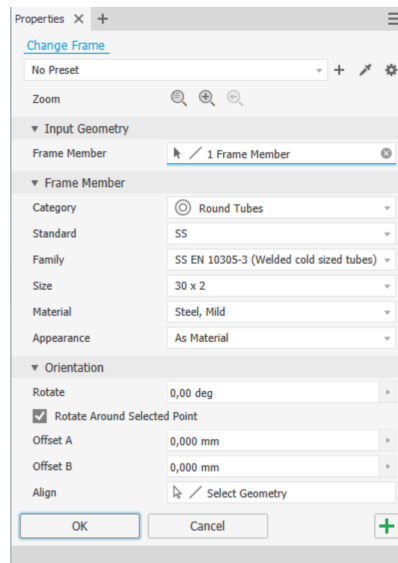 Properties
Change Frame
No Preset
Zoom
Input Geometry
Frame Member 1 Frame Member
Frame Member
Category Round Tubes
Standard SS
Family SS EN 10305-3 (Welded cold sized tubes)
Size 30 x 2
Material Steel, Mild
Appearance As Material
Orientation
Rotate 0,00 deg
Rotate Around Selected Point
Offset A 0,000 mm
Offset B 0,000 mm
Align Select Geometry
OK Cancel